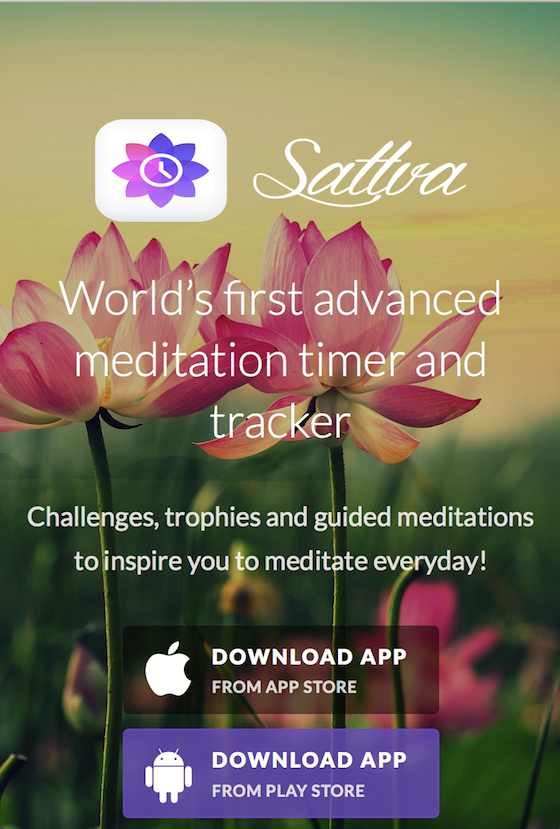 Sattva
World's first advanced
meditation timer and
tracker
Challenges, trophies and guided meditations
to inspire you to meditate everyday!
DOWNLOAD APP
FROM APP STORE
DOWNLOAD APP
FROM PLAY STORE